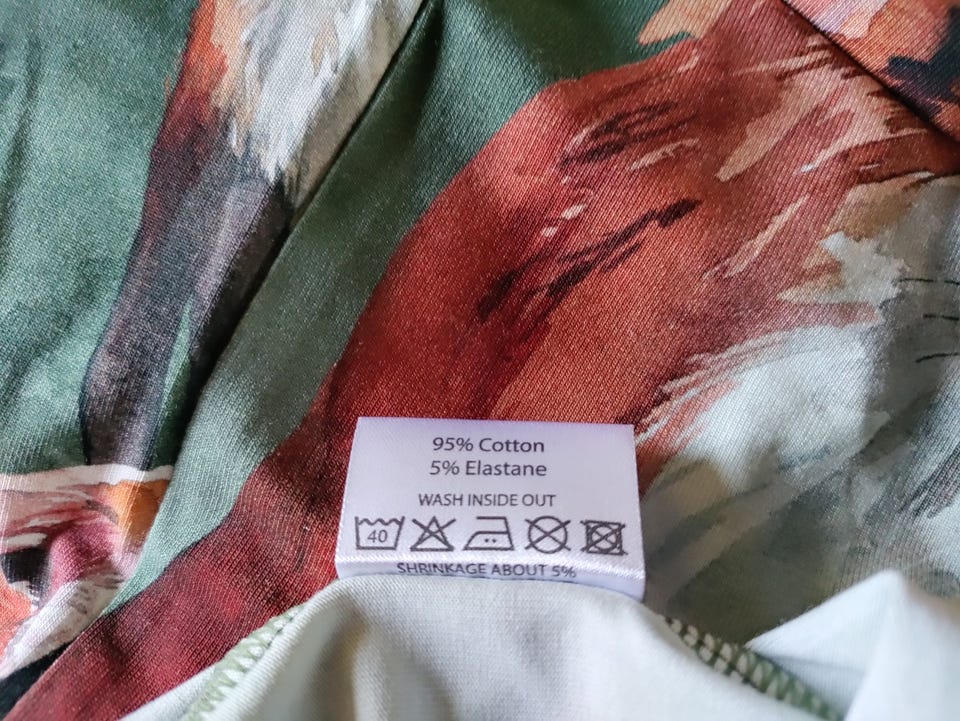 95% Cotton
5% Elastane
WASH INSIDE OUT
40
SHRINKAGE ABOUT 5%